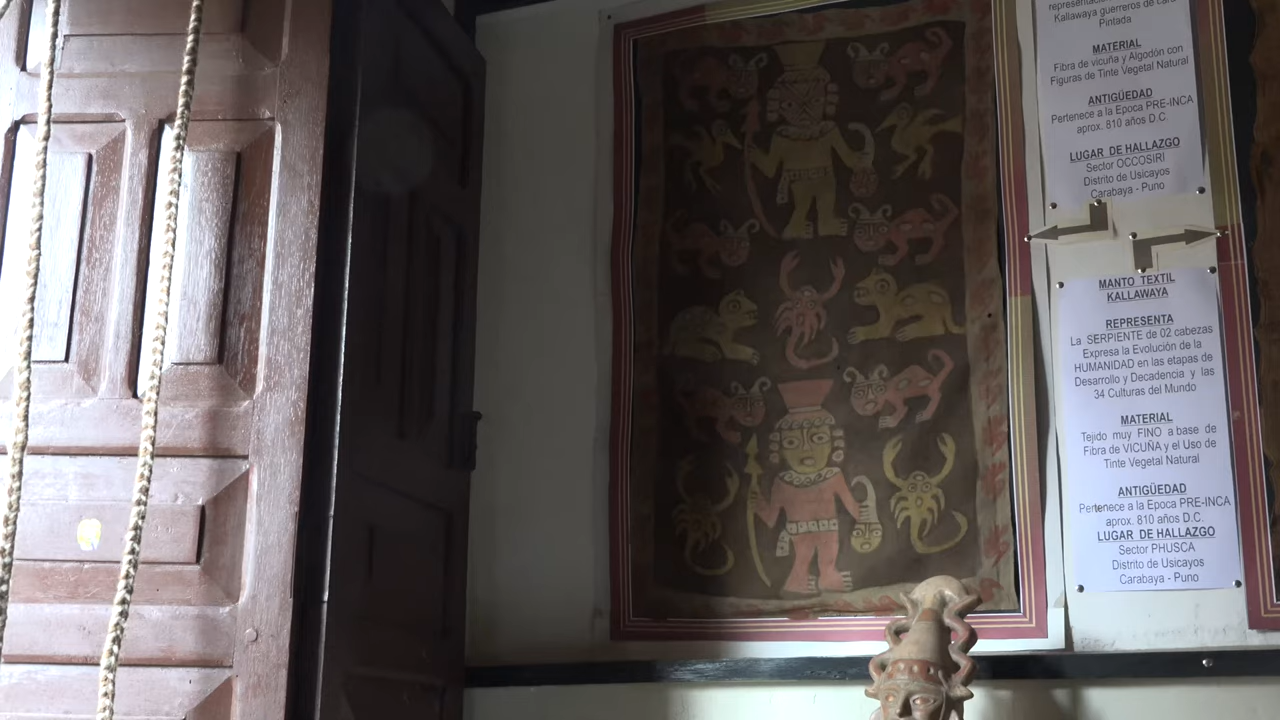 Kallawaya guerreros de Cara
Pintada
MATERIAL
Fibra de vicuña y Algodón con
Figuras de Tinte Vegetal Natural
ANTIGÜEDAD
Pertenece a la Epoca PRE-INCA
aprox. 810 años D.C.
LUGAR DE HALLAZGO
Sector OCCOSIRI
Distrito de Usicayos
Carabaya - Puno
MANTO TEXTIL
KALLAWAYA
REPRESENTA
La SERPIENTE de 02 cabezas
Expresa la Evolución de la
HUMANIDAD en las etapas de
Desarrollo y Decadencia y las
34 Culturas del Mundo
MATERIAL
Tejido muy FINO a base de
Fibra de VICUÑA y el Uso de
Tinte Vegetal Natural
ANTIGÜEDAD
Pertenece a la Epoca PRE-INCA
aprox. 810 años D.C.
LUGAR DE HALLAZGO
Sector PHUSCA
Distrito de Usicayos
Carabaya - Puno